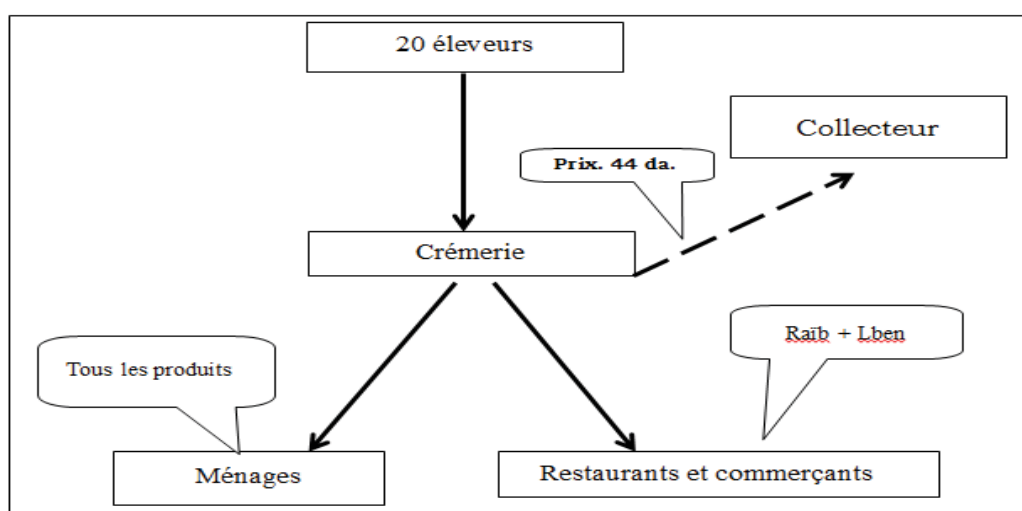 20 éleveurs
Collecteur
Prix. 44 da.
Crémerie
Raïb + Lben
Tous les produits
Ménages
Restaurants et commerçants